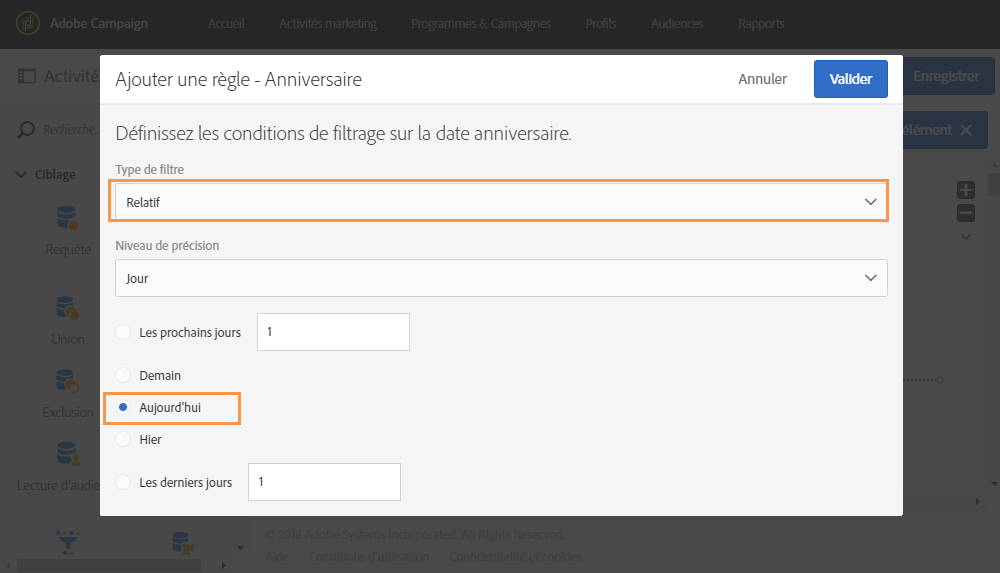 Adobe Campaign Accueil Activités marketing Programmes & Campagnes Profils Audiences Rapports
Activités
Enregistrer
Ajouter une règle - Anniversaire
Annuler
Valider
Recherche...
élément
Définissez les conditions de filtrage sur la date anniversaire.
Type de filtre
Relatif
Ciblage
Requête
Niveau de précision
Jour
Union
Les prochains jours 1
Demain
Exclusion
Aujourd'hui
Hier
Lecture d'audie
Les derniers jours 1
© 2018 Adobe Systems Incorporated. All Rights Reserved.
Aide Conditions d'utilisation Confidentialité et cookies